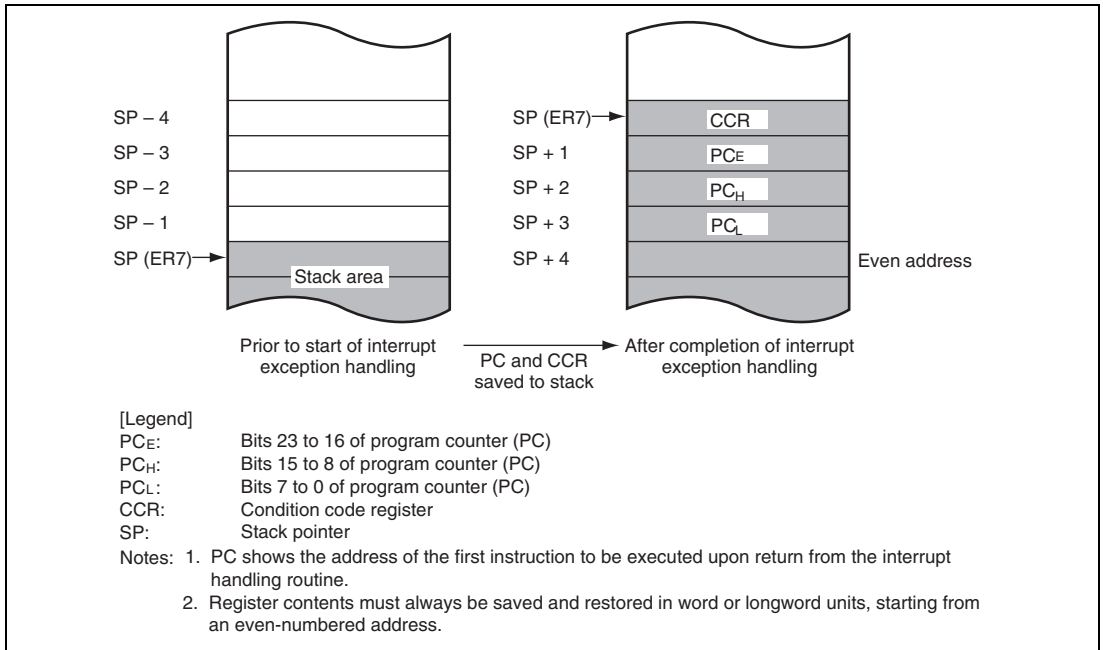 SP – 4
SP – 3
SP – 2
SP – 1
SP (ER7)
Stack area
SP (ER7)
SP + 1
SP + 2
SP + 3
SP + 4
CCR
PCE
PCH
PCL
Even address
Prior to start of interrupt
exception handling
PC and CCR
saved to stack
After completion of interrupt
exception handling
[Legend]
PCE: Bits 23 to 16 of program counter (PC)
PCH: Bits 15 to 8 of program counter (PC)
PCL: Bits 7 to 0 of program counter (PC)
CCR: Condition code register
SP: Stack pointer
Notes: 1. PC shows the address of the first instruction to be executed upon return from the interrupt
handling routine.
2. Register contents must always be saved and restored in word or longword units, starting from
an even-numbered address.